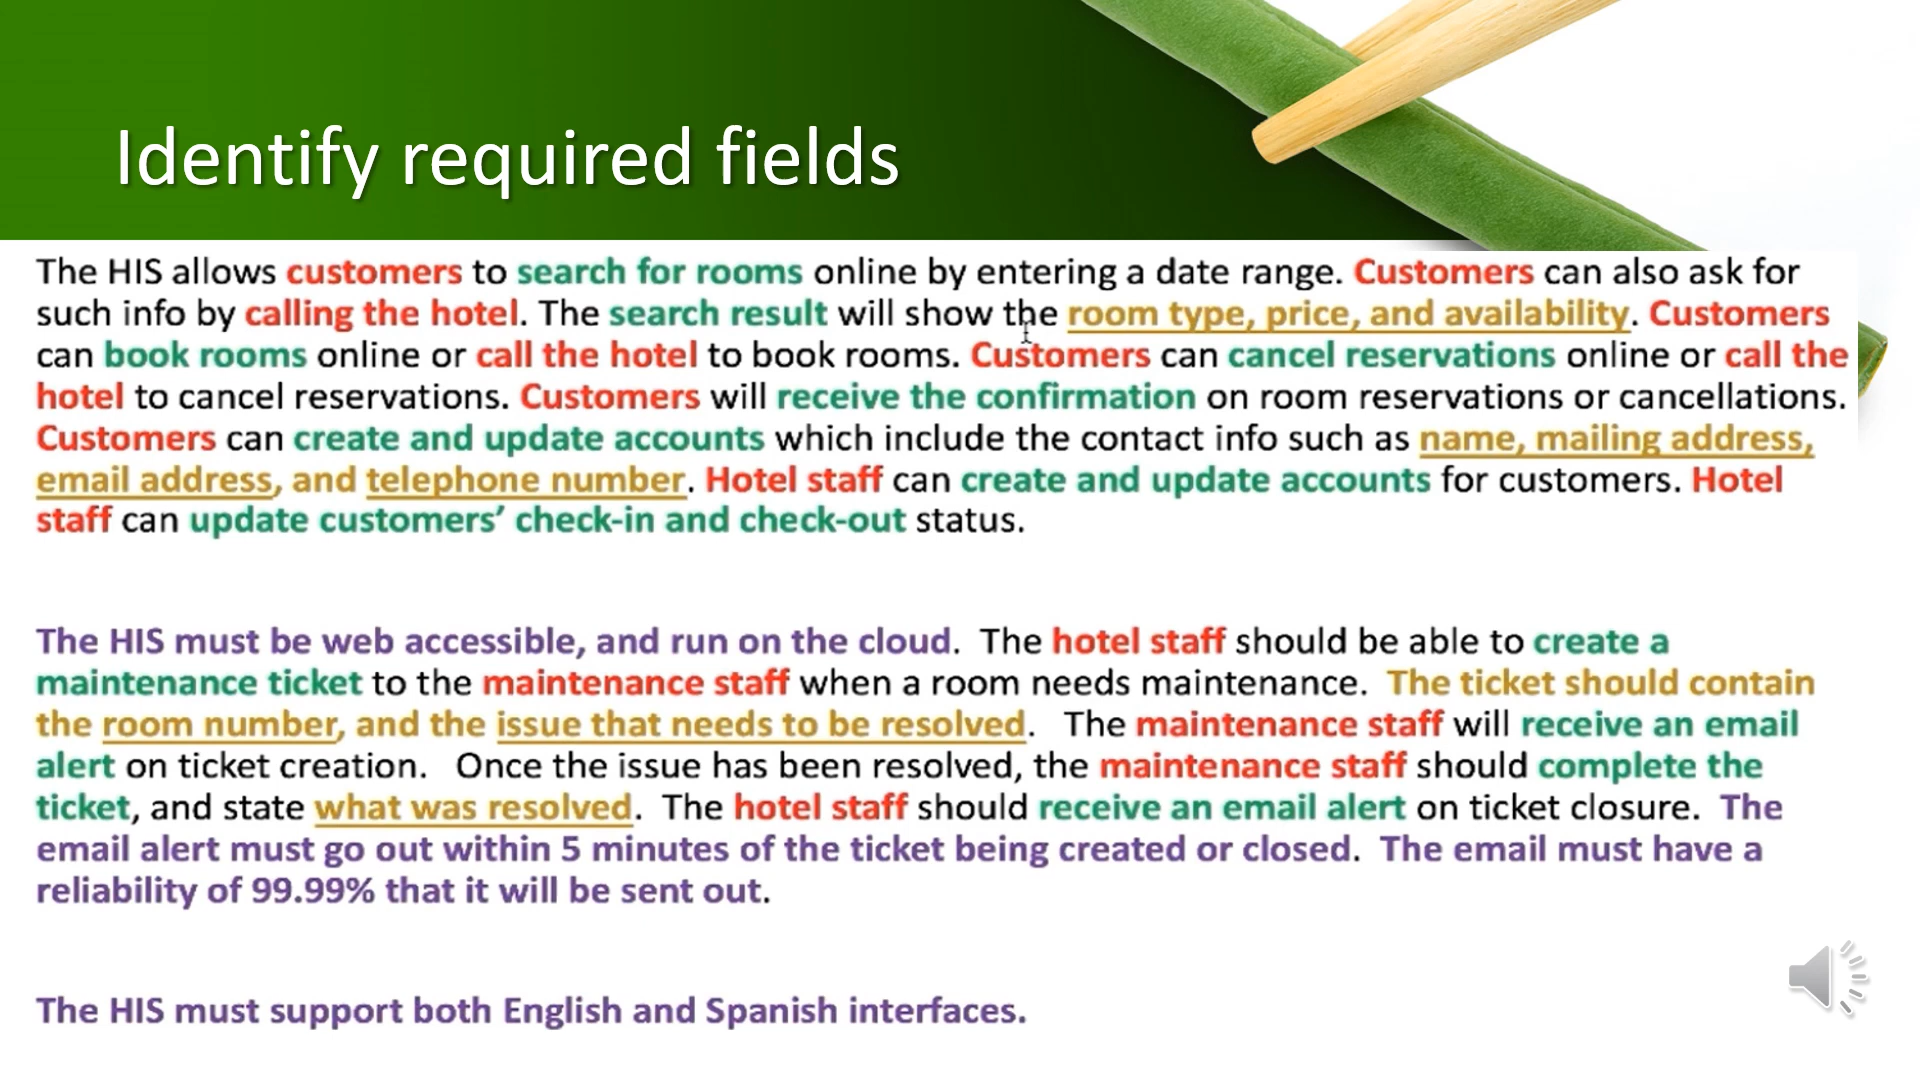 Identify required fields
The HIS allows customers to search for rooms online by entering a date range. Customers can also ask for
such info by calling the hotel. The search result will show the room type, price, and availability. Customers
can book rooms online or call the hotel to book rooms. Customers can cancel reservations online or call the
hotel to cancel reservations. Customers will receive the confirmation on room reservations or cancellations.
Customers can create and update accounts which include the contact info such as name, mailing address,
email address, and telephone number. Hotel staff can create and update accounts for customers. Hotel
staff can update customers’ check-in and check-out status.
The HIS must be web accessible, and run on the cloud.  The hotel staff should be able to create a
maintenance ticket to the maintenance staff when a room needs maintenance.  The ticket should contain
the room number, and the issue that needs to be resolved.   The maintenance staff will receive an email
alert on ticket creation.   Once the issue has been resolved, the maintenance staff should complete the
ticket, and state what was resolved.  The hotel staff should receive an email alert on ticket closure.  The
email alert must go out within 5 minutes of the ticket being created or closed.  The email must have a
reliability of 99.99% that it will be sent out.
The HIS must support both English and Spanish interfaces.